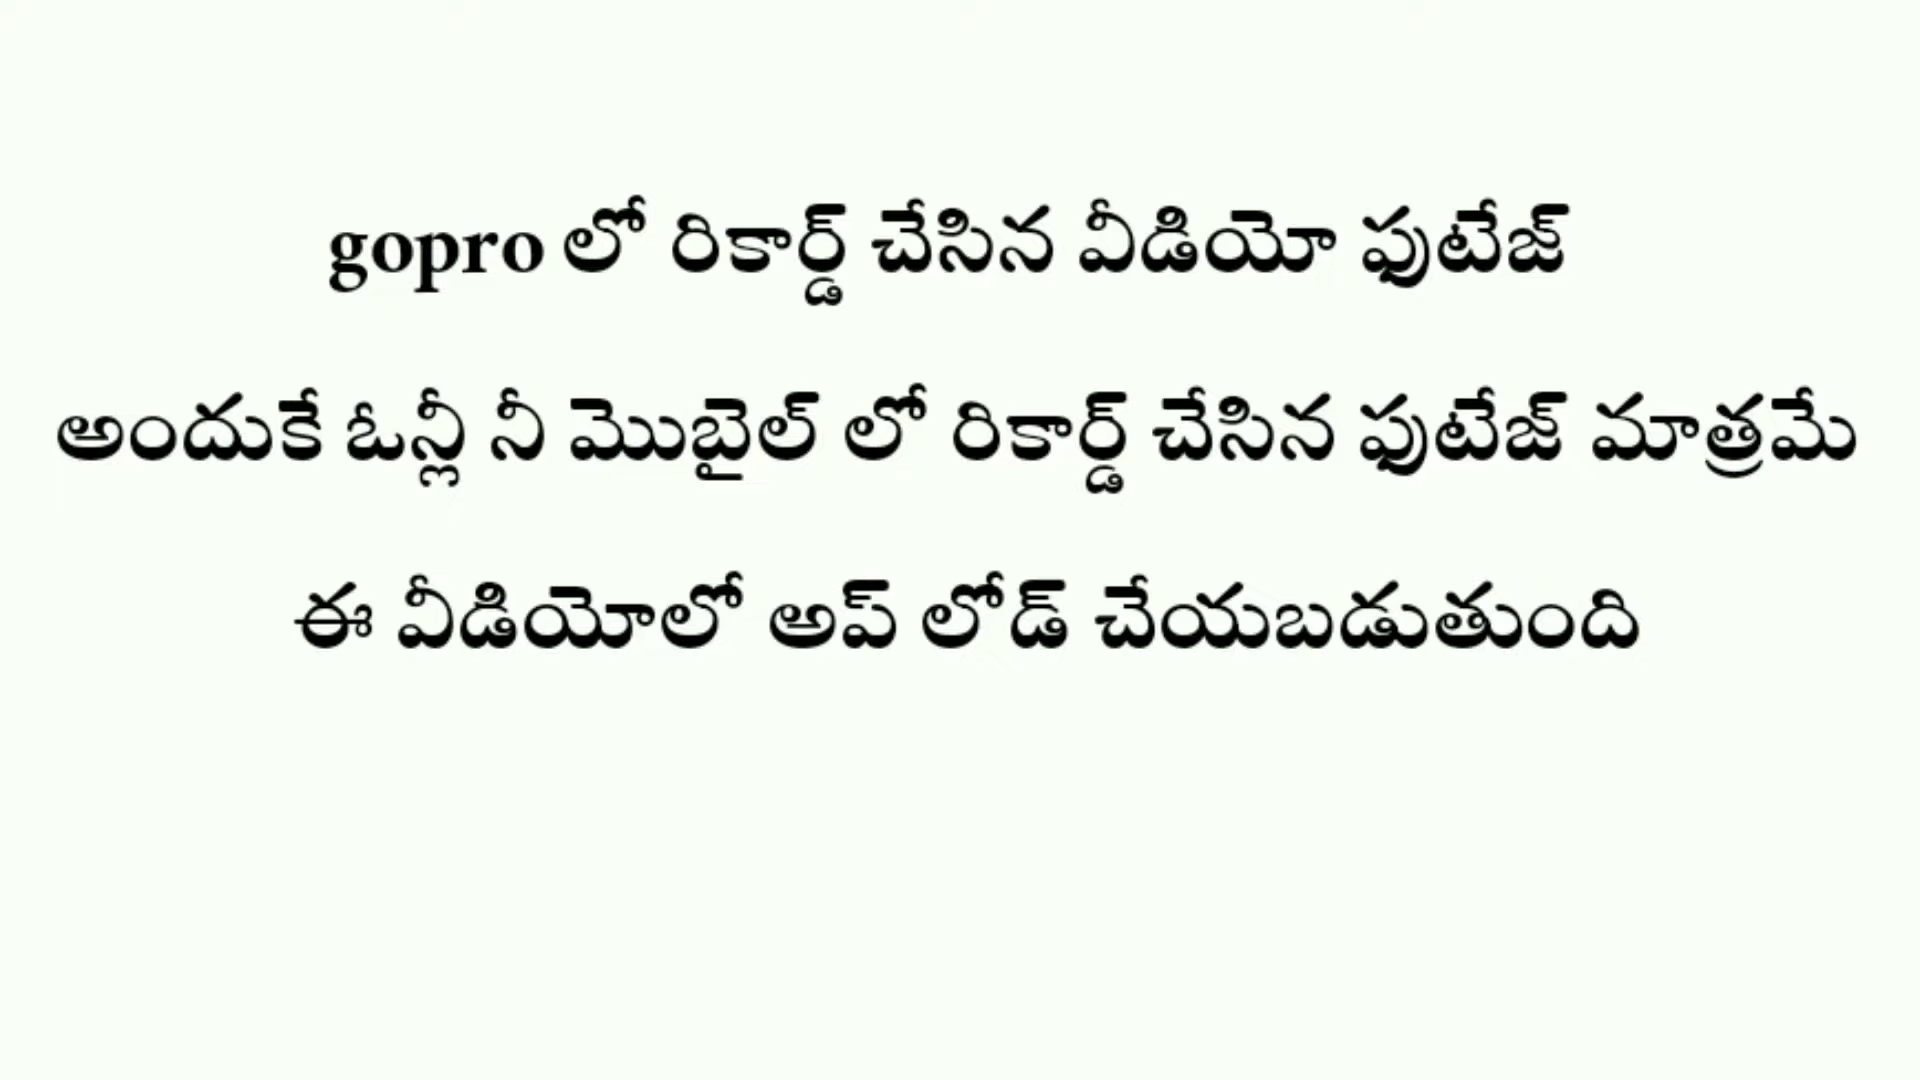 gopro లో రికార్డ్ చేసిన వీడియో ఫుటేజ్
అందుకే ఓన్లీ నీ మొబైల్ లో రికార్డ్ చేసిన ఫుటేజ్ మాత్రమే
ఈ వీడియోలో అప్ లోడ్ చేయబడుతుంది